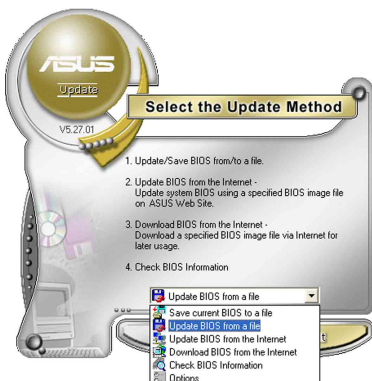 ASUS
Update
V5.27.01
Select the Update Method
1. Update/Save BIOS from/to a file.
2. Update BIOS from the Internet -
Update system BIOS using a specified BIOS image file
on ASUS Web Site.
3. Download BIOS from the Internet -
Download a specified BIOS image file via Internet for
later usage.
4. Check BIOS Information
Update BIOS from a file
Save current BIOS to a file
Update BIOS from a file
Update BIOS from the Internet
Download BIOS from the Internet
Check BIOS Information
Options